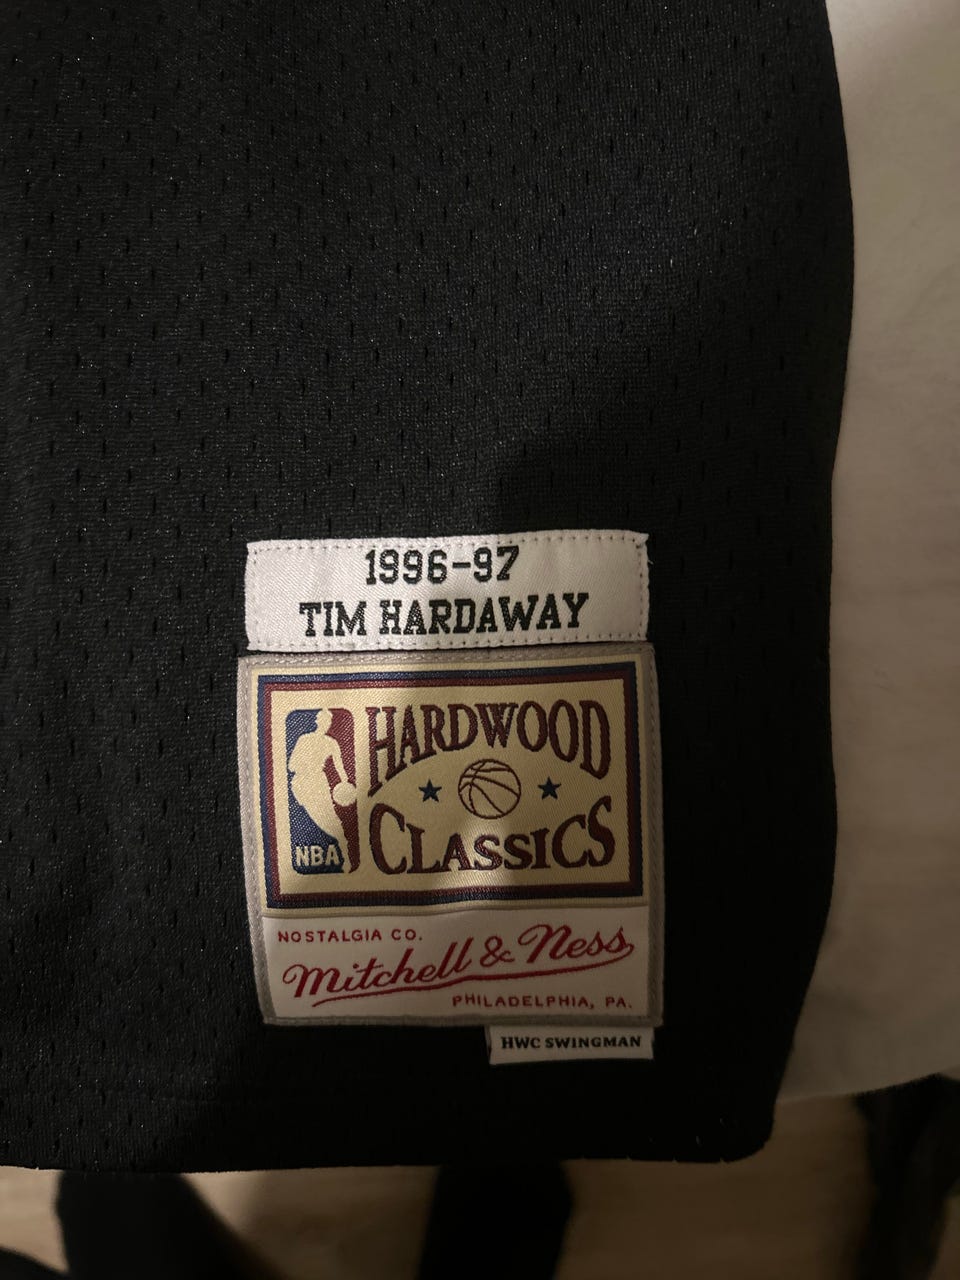 1996-97
TIM HARDAWAY
HARDWOOD
CLASSICS
NBA
NOSTALGIA CO.
Mitchell & Ness
PHILADELPHIA, PA.
HWC SWINGMAN